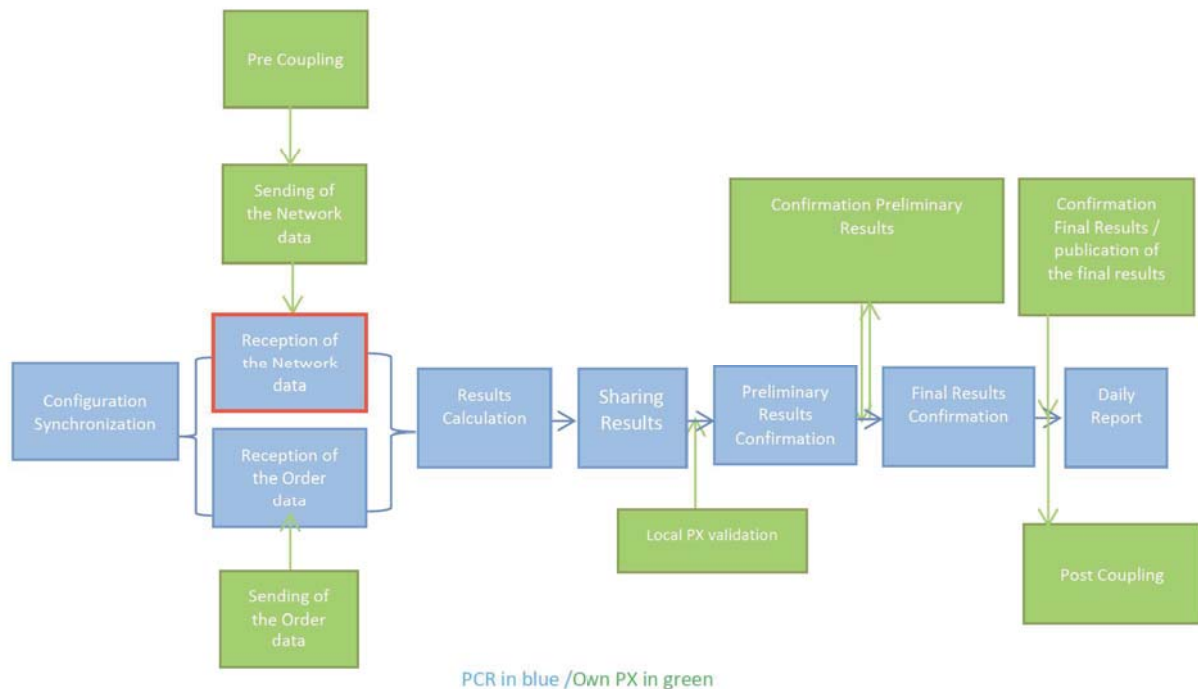 Pre Coupling
Sending of
the Network
data
Confirmation Preliminary
Results
Confirmation
Final Results /
publication of
the final results
Reception of
the Network
data
Configuration
Synchronization
Results
Calculation
Sharing
Results
Preliminary
Results
Confirmation
Final Results
Confirmation
Daily
Report
Reception of
the Order
data
Local PX validation
Sending of
the Order
data
Post Coupling
PCR in blue /Own PX in green